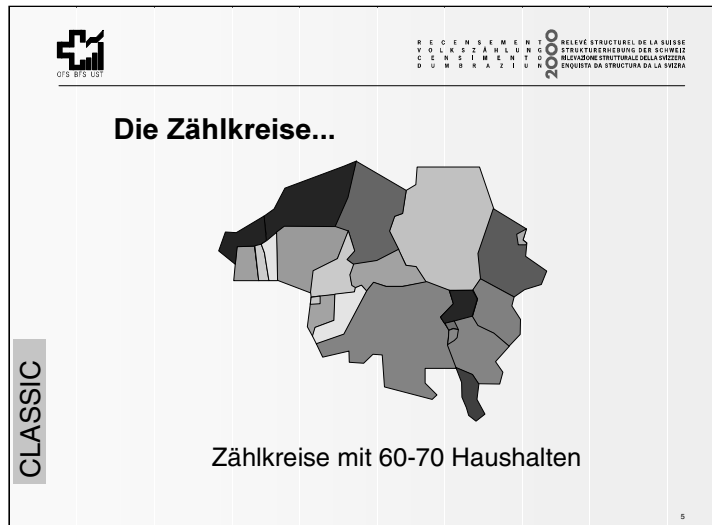 OFS BFS UST
RECENSEMENT
VOLKSZÄHLUNG
CENSIMENTO
DUMBRAZIUN
2000
RELEVÉ STRUCTUREL DE LA SUISSE
STRUKTURERHEBUNG DER SCHWEIZ
RILEVAZIONE STRUTTURALE DELLA SVIZZERA
ENQUISTA DA STRUCTURA DA LA SVIZRA
Die Zählkreise...
CLASSIC
Zählkreise mit 60-70 Haushalten
5